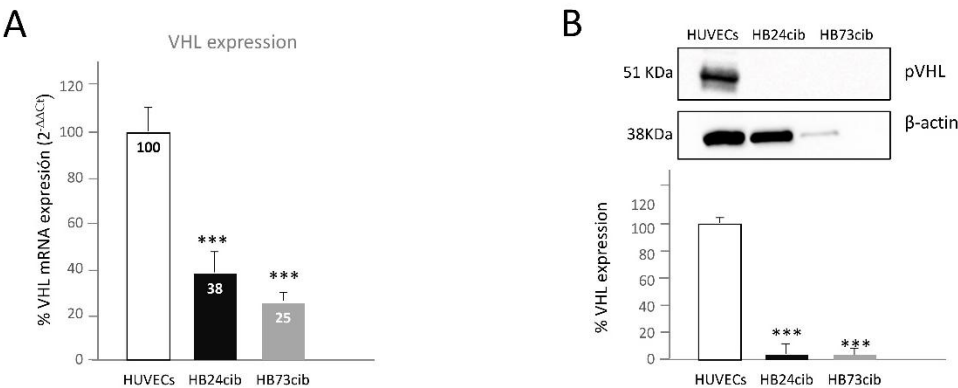 A
VHL expression
% VHL mRNA expresión (2-ΔΔCt)
120
100
80
60
40
20
0
100
***
38
***
25
HUVECs HB24cib HB73cib
B
HUVECs HB24cib HB73cib
51 KDa
pVHL
38KDa
β-actin
% VHL expression
120
100
80
60
40
20
0
***
***
HUVECs HB24cib HB73cib